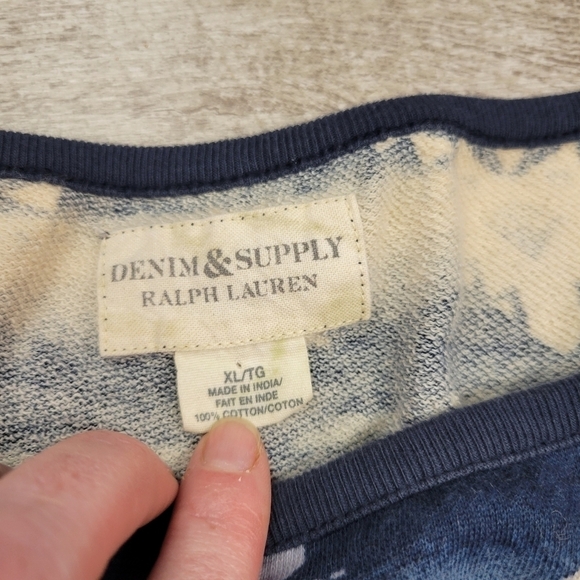 DENIM & SUPPLY
RALPH LAUREN
XL/TG
MADE IN INDIA/
FAIT EN INDE
100% COTTON/COTON